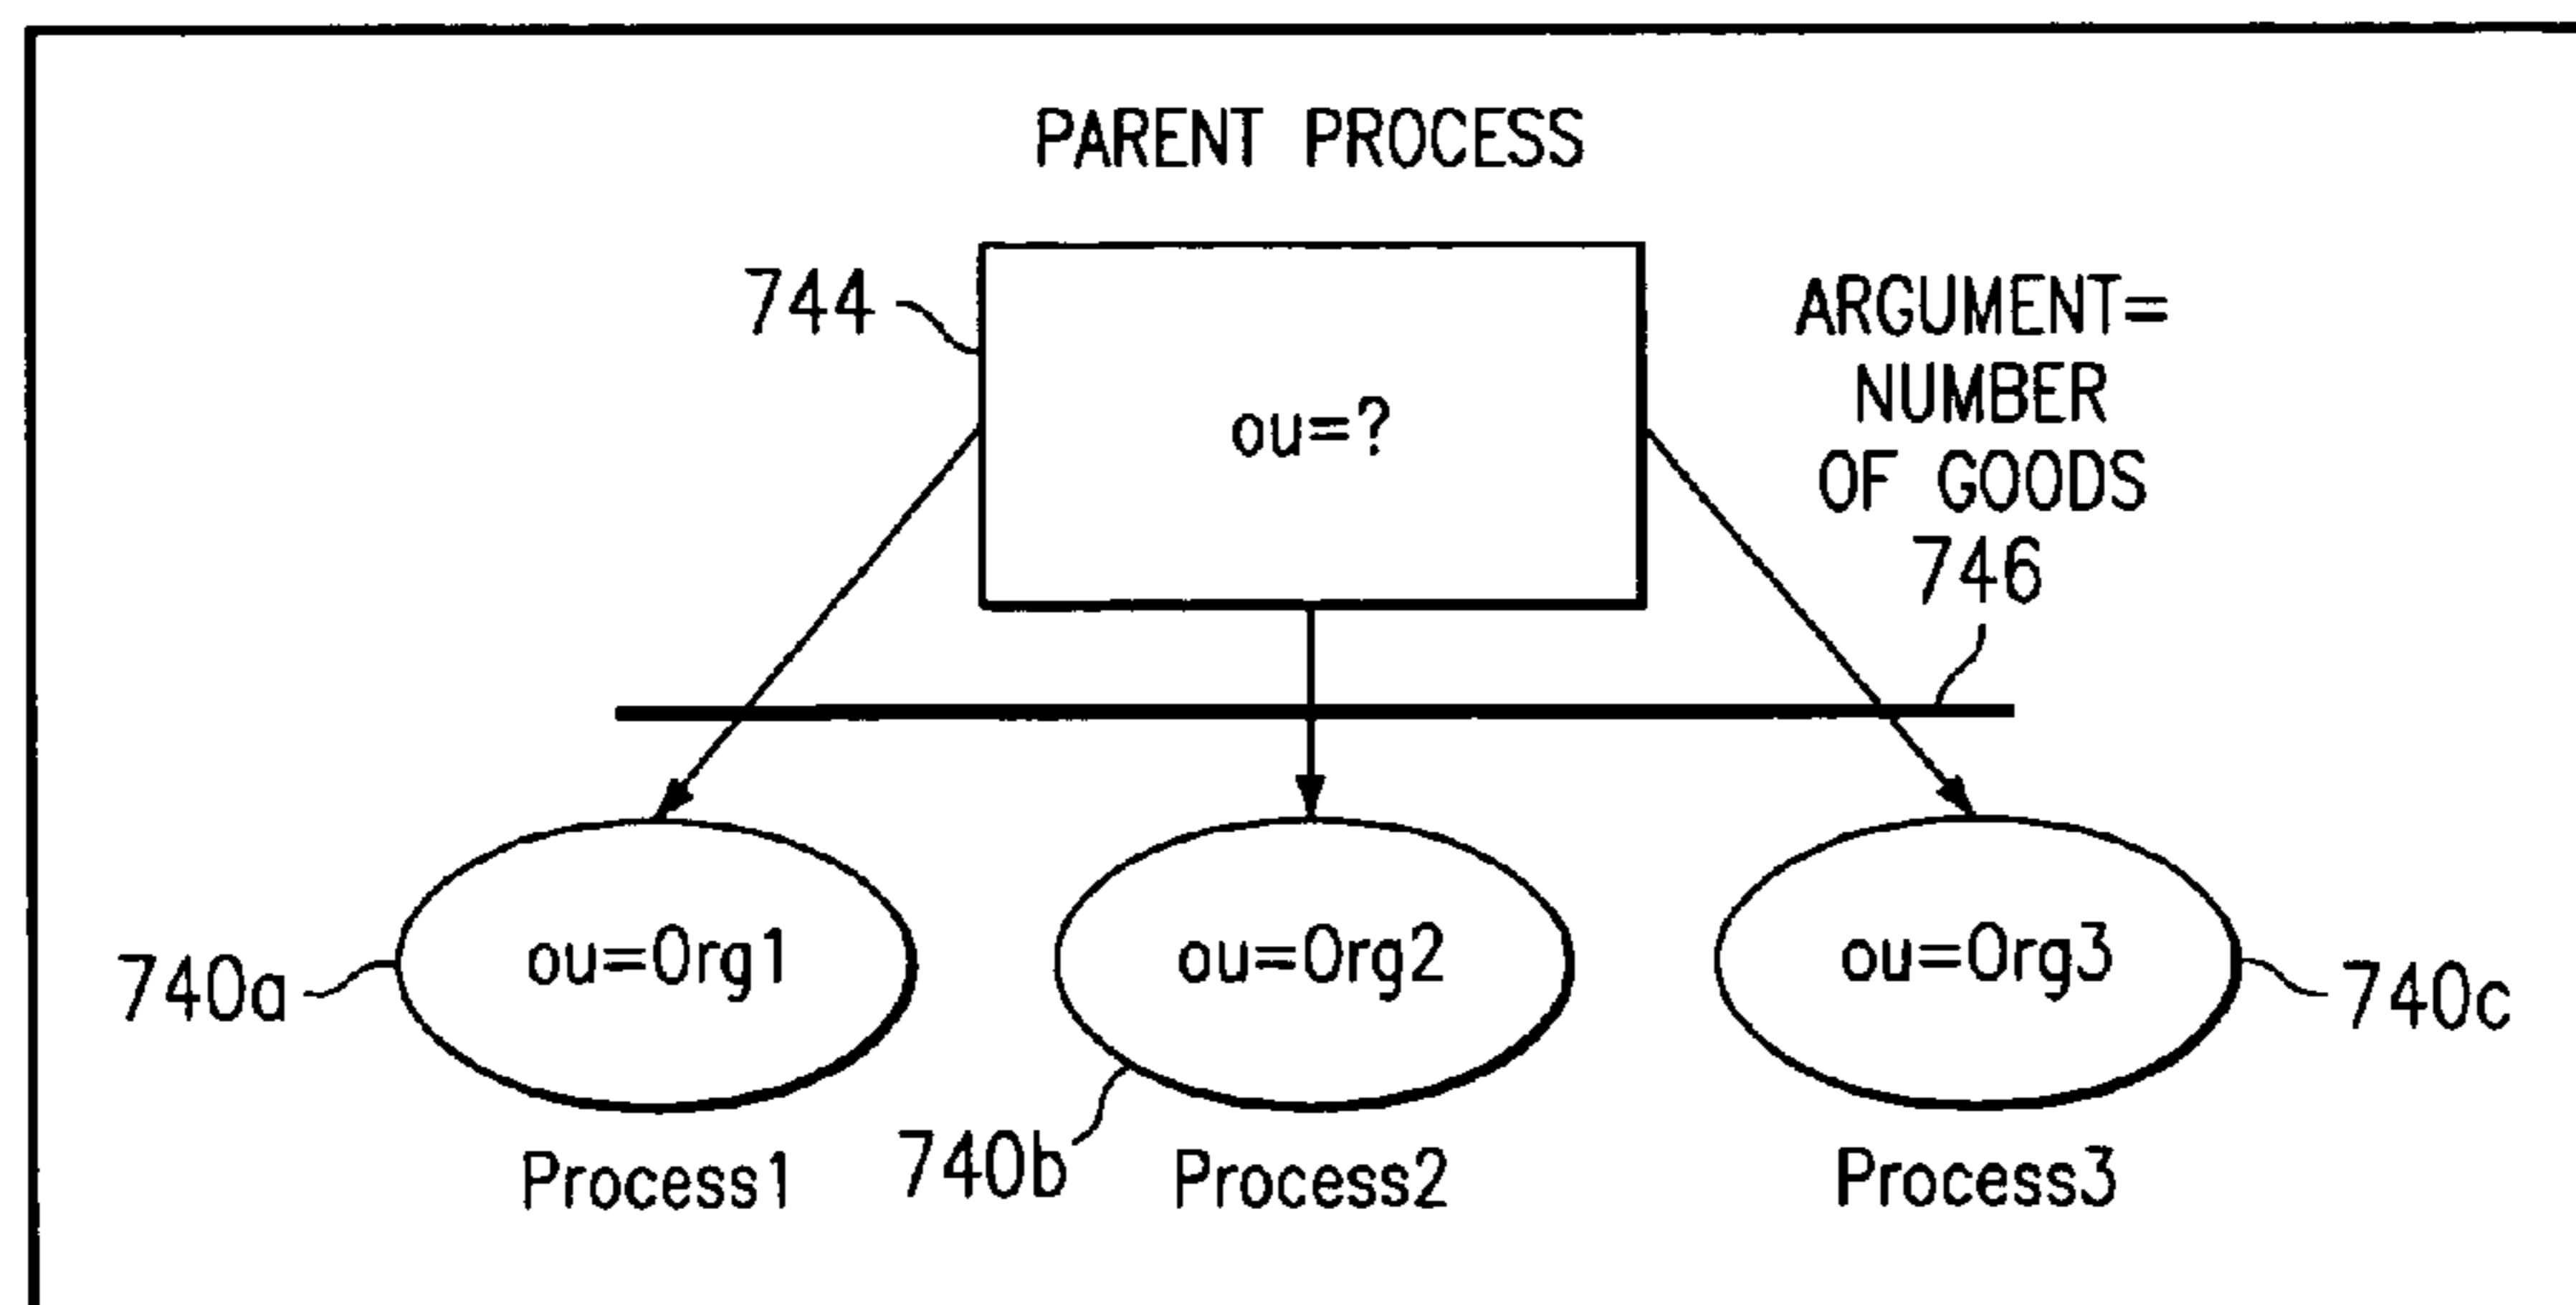 PARENT PROCESS
744
ou=?
ARGUMENT=
NUMBER
OF GOODS
746
740a
ou=Org1
ou=Org2
ou=Org3
740c
Process1
740b
Process2
Process3